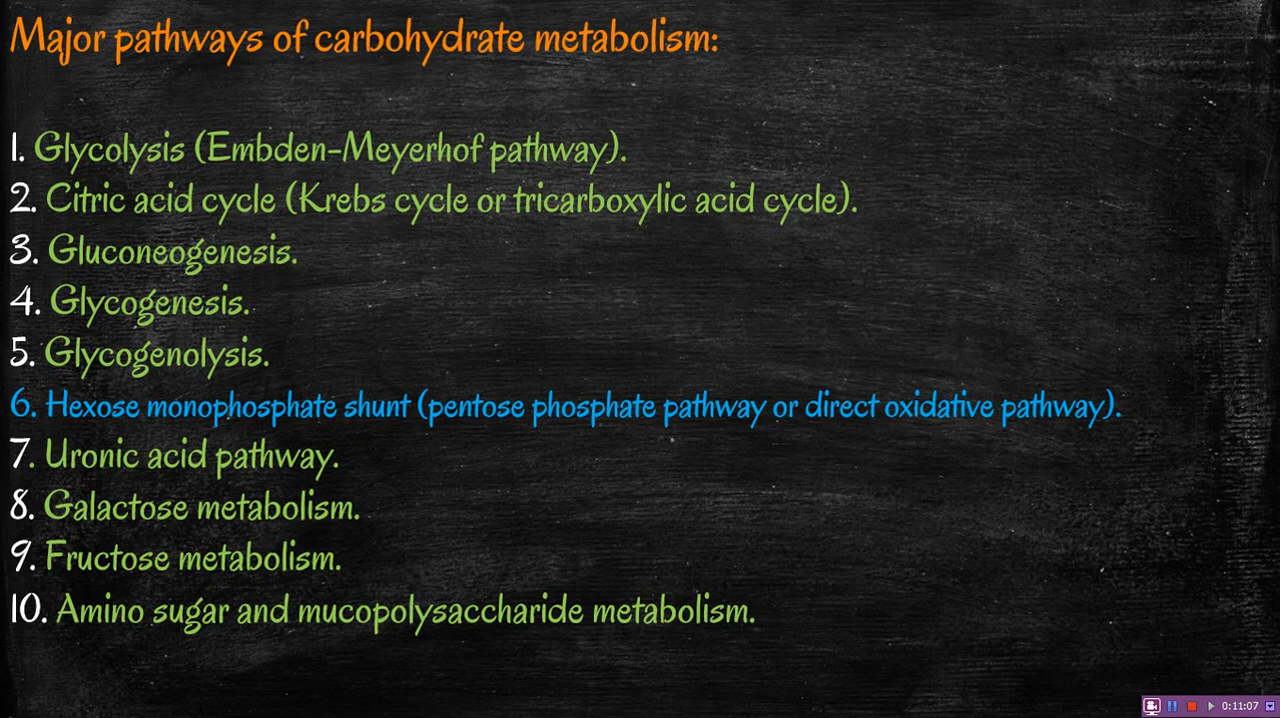 Major pathways of carbohydrate metabolism:
1. Glycolysis (Embden-Meyerhof pathway).
2. Citric acid cycle (Krebs cycle or tricarboxylic acid cycle).
3. Gluconeogenesis.
4. Glycogenesis.
5. Glycogenolysis.
6. Hexose monophosphate shunt (pentose phosphate pathway or direct oxidative pathway).
7. Uronic acid pathway.
8. Galactose metabolism.
9. Fructose metabolism.
10. Amino sugar and mucopolysaccharide metabolism.
0:11:07